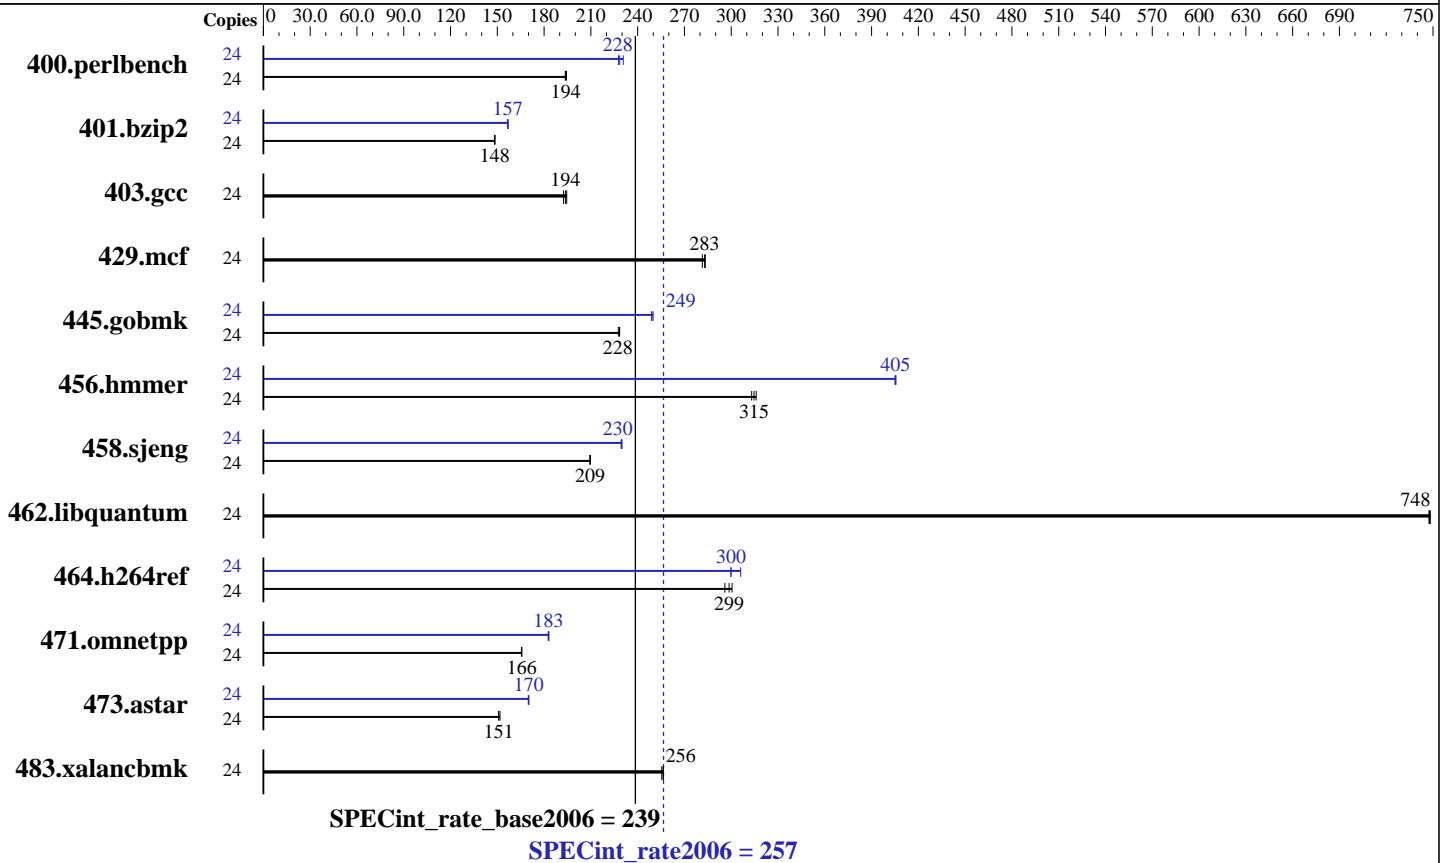 Copies 0 30.0 60.0 90.0 120 150 180 210 240 270 300 330 360 390 420 450 480 510 540 570 600 630 660 690 750
400.perlbench 24 228
24 194
401.bzip2 24 157
24 148
403.gcc 24 194
429.mcf 24 283
445.gobmk 24 249
24 228
456.hmmer 24 405
24 315
458.sjeng 24 230
24 209
462.libquantum 24 748
464.h264ref 24 300
24 299
471.omnetpp 24 183
24 166
473.astar 24 170
24 151
483.xalancbmk 24 256
SPECint_rate_base2006 = 239
SPECint_rate2006 = 257